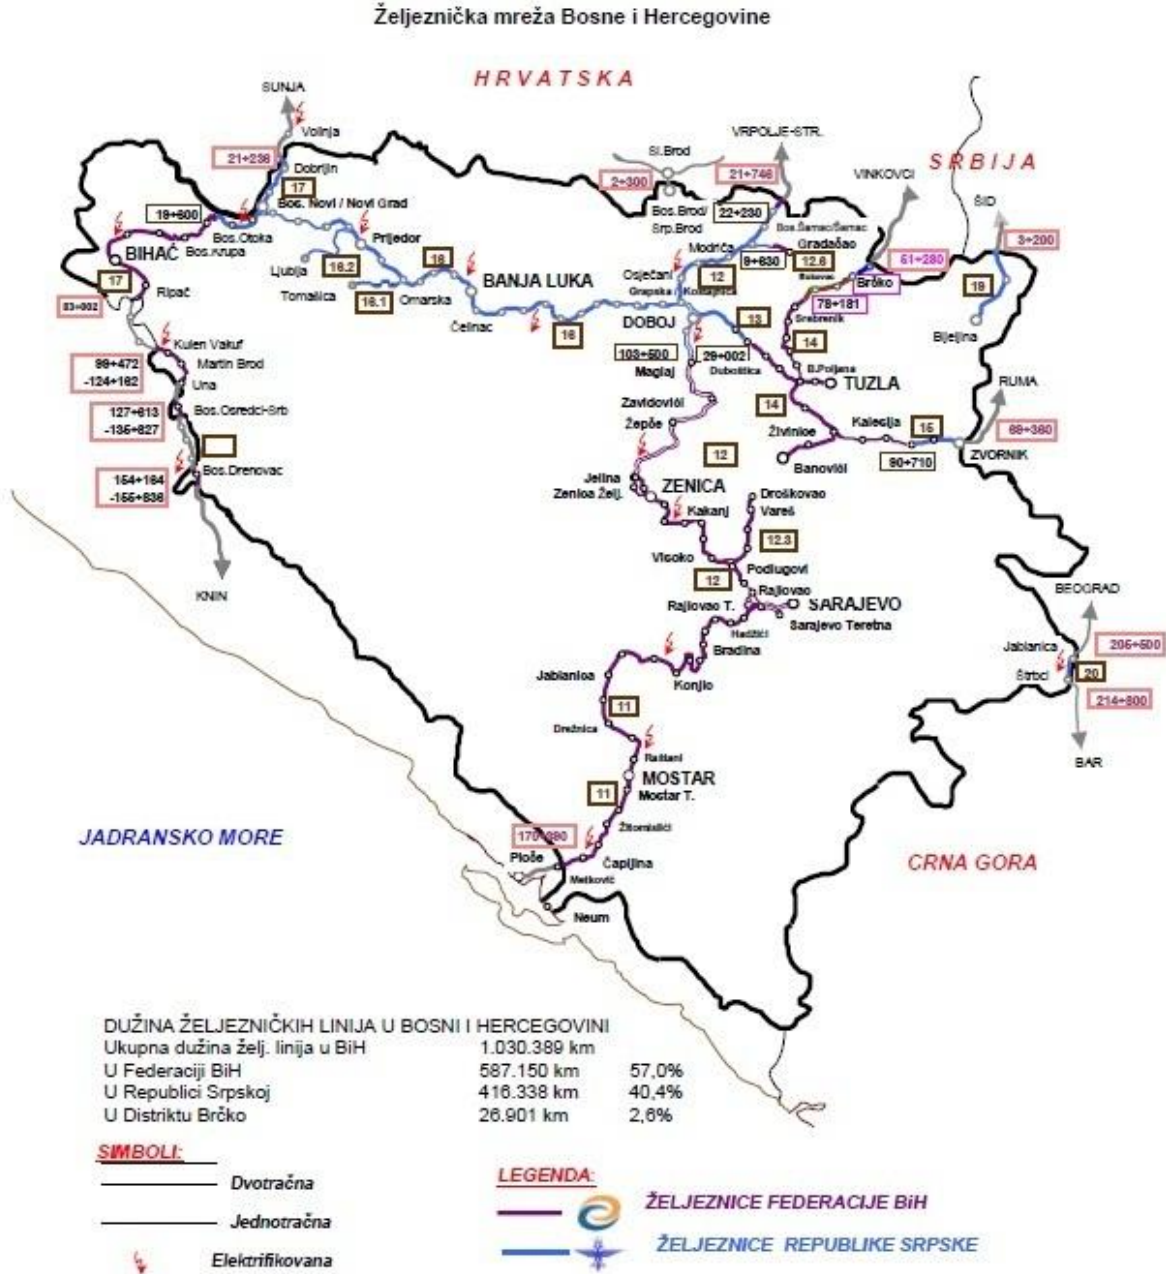 Željeznička mreža Bosne i Hercegovine
HRVATSKA
SUNJA
Volinja
VRPOLJE-STR.
Sl.Brod
SRBIJA
21+238
Dobrljin
2+300
21+746
VINKOVCI
17
ŠID
Bos. Novi / Novi Grad
19+600
Bos.Brod/
Srp.Brod
22+230
Bos.Šamac/Šamac
3+200
Bos.Otoka
Bos.Krupa
Prijedor
Modriča
Gradačac
BIHAĆ
9+630
12.6
51+280
Ljubija
16.2
16
Osječani
12
Brčko
17
Ripač
Tomašica
BANJA LUKA
Grapska
19
16.1
Omarska
78+181
Čelinac
16
DOBOJ
13
Srebrenik
Bijeljina
Kulen Vakuf
14
99+472
-124+162
Martin Brod
103+500
29+002
Maglaj
Duboštica
B.Poljana
Una
TUZLA
RUMA
127+613
-135+827
Bos.Osredci-Srb
Zavidovići
14
Žepče
Kalesija
15
Živinice
ZVORNIK
12
Banovići
90+710
154+164
-155+836
Bos.Drenovac
Jelina
Zenica Želj.
ZENICA
Droškovac
Vareš
Kakanj
12.3
Visoko
Podlugovi
12
Rajlovac
KNIN
Rajlovac T.
SARAJEVO
Sarajevo Teretna
BEOGRAD
Hadžići
Bradina
Jablanica
205+500
Jablanica
Konjic
Štrbci
20
11
214+800
Drežnica
Raštani
BAR
MOSTAR
Mostar T.
11
Žitomislići
JADRANSKO MORE
Ploče
Čapljina
CRNA GORA
Metković
Neum
DUŽINA ŽELJEZNIČKIH LINIJA U BOSNI I HERCEGOVINI
Ukupna dužina želj. linija u BiH 1.030.389 km
U Federaciji BiH 587.150 km 57,0%
U Republici Srpskoj 416.338 km 40,4%
U Distriktu Brčko 26.901 km 2,6%
SIMBOLI:
Dvotračna
Jednotračna
Elektrifikovana
LEGENDA:
ŽELJEZNICE FEDERACIJE BiH
ŽELJEZNICE REPUBLIKE SRPSKE